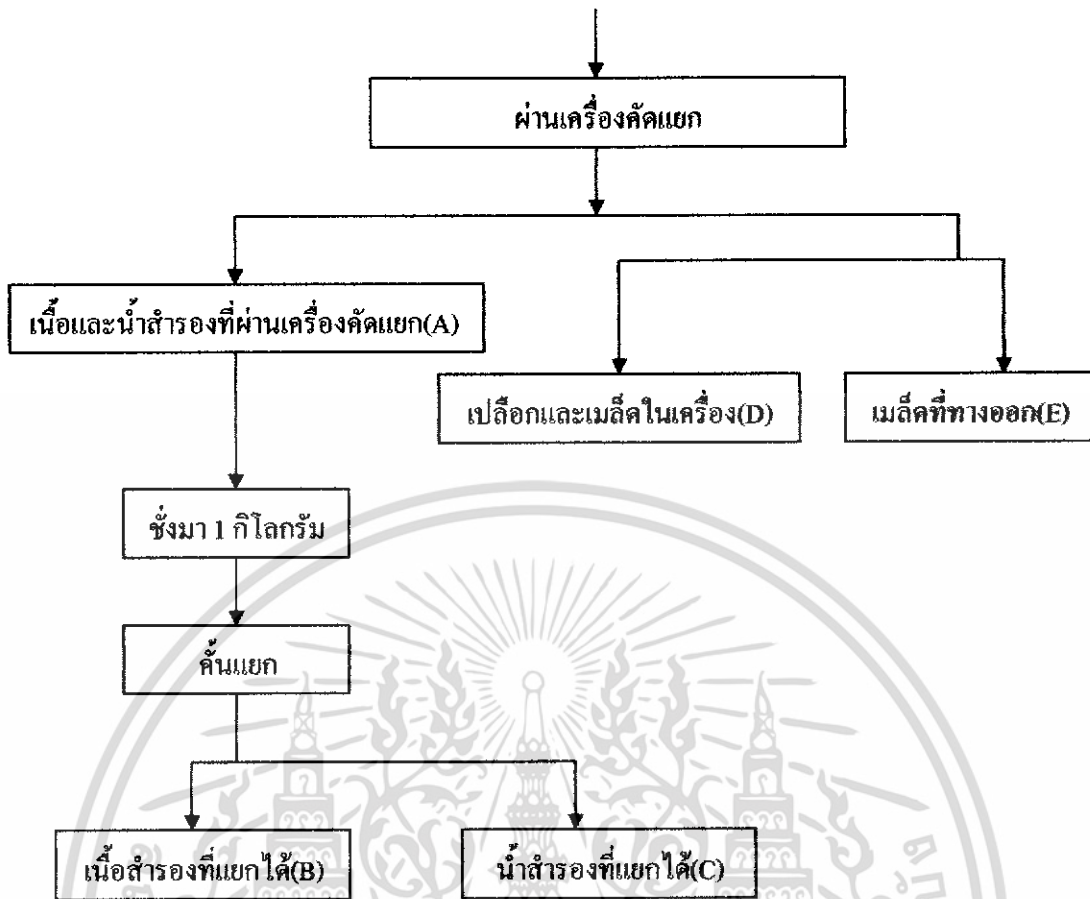 ผ่านเครื่องคัดแยก
เนื้อและน้ำสำรองที่ผ่านเครื่องคัดแยก(A)
เปลือกและเมล็ดในเครื่อง(D)
เมล็ดที่ทางออก(E)
ชั่งมา 1 กิโลกรัม
คั้นแยก
เนื้อสำรองที่แยกได้(B)
น้ำสำรองที่แยกได้(C)